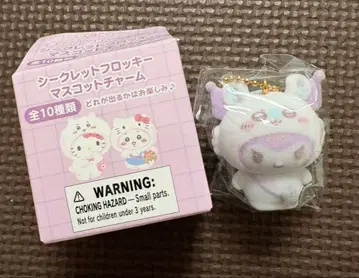 シークレットフロッキー
マスコットチャーム
全10種類
どれが出るかはお楽しみ♪
WARNING:
CHOKING HAZARD — Small parts.
Not for children under 3 years.